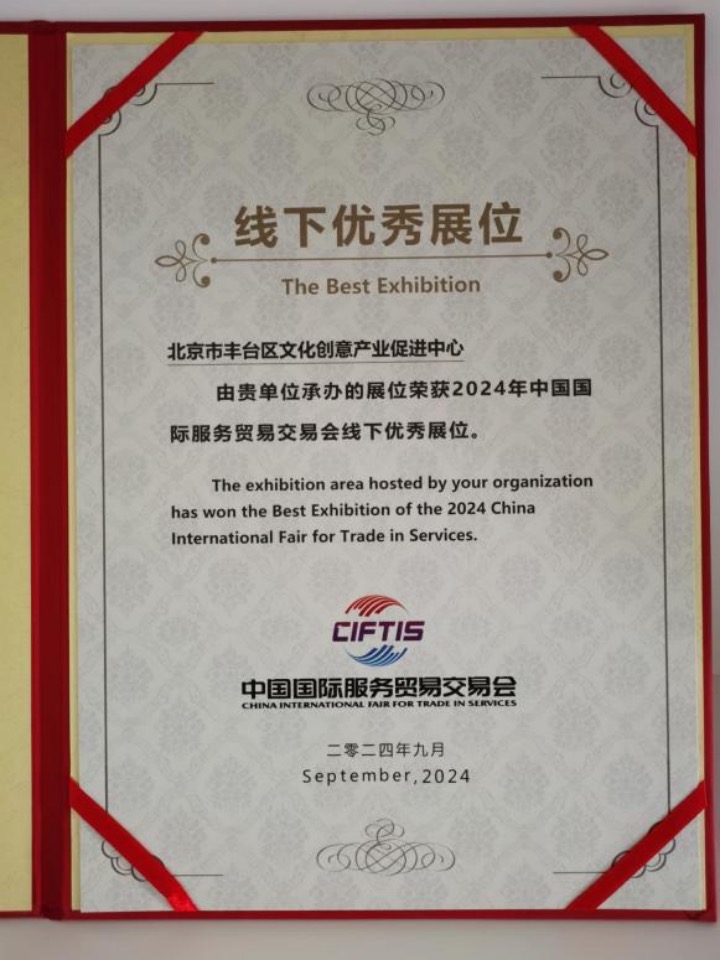 线下优秀展位
The Best Exhibition
北京市丰台区文化创意产业促进中心
由贵单位承办的展位荣获2024年中国国
际服务贸易交易会线下优秀展位。
The exhibition area hosted by your organization
has won the Best Exhibition of the 2024 China
International Fair for Trade in Services.
CIFTIS
中国国际服务贸易交易会
CHINA INTERNATIONAL FAIR FOR TRADE IN SERVICES
二零二四年九月
September,2024